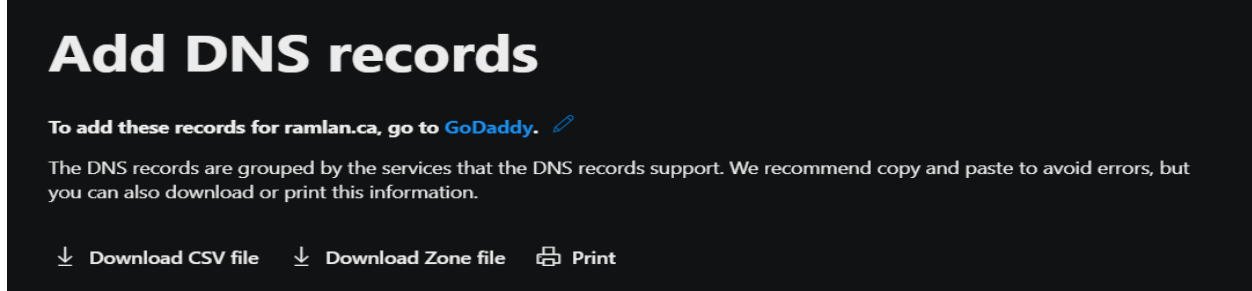 Add DNS records
To add these records for ramlan.ca, go to GoDaddy.
The DNS records are grouped by the services that the DNS records support. We recommend copy and paste to avoid errors, but
you can also download or print this information.
Download CSV file Download Zone file Print